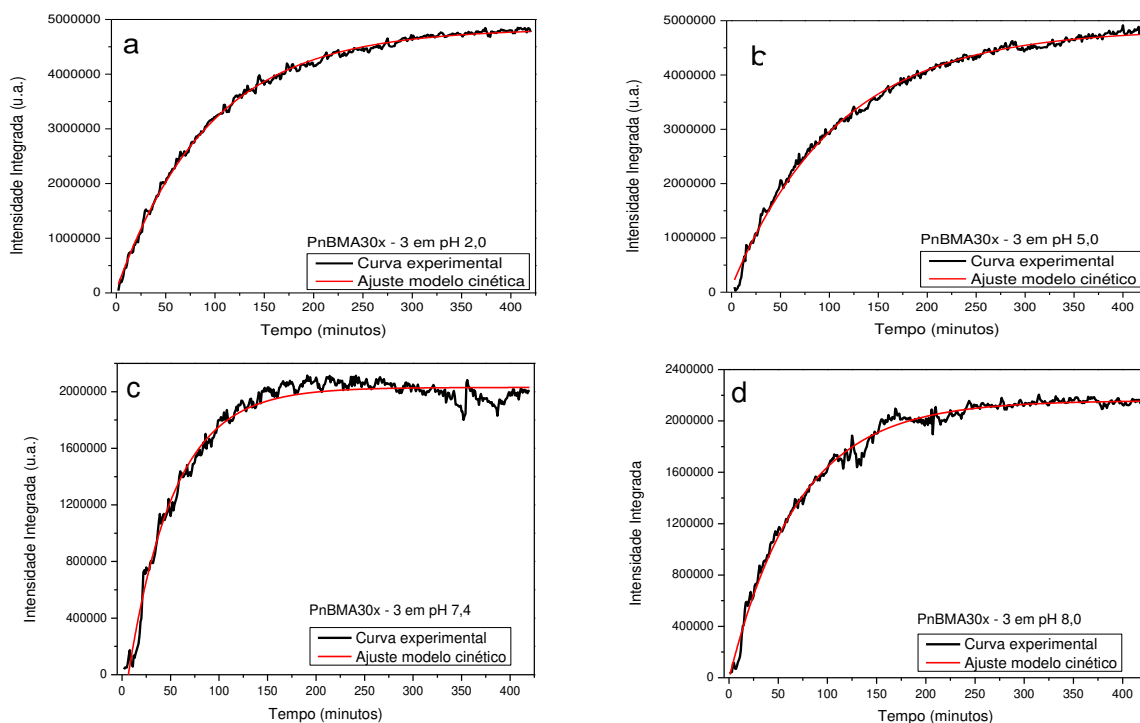 a
Intensidade Integrada (u.a.)
5000000
4000000
3000000
2000000
1000000
0
PnBMA30x - 3 em pH 2,0
Curva experimental
Ajuste modelo cinética
0 50 100 150 200 250 300 350 400
Tempo (minutos)
b
Intensidade Inegrada (u.a.)
5000000
4000000
3000000
2000000
1000000
0
PnBMA30x - 3 em pH 5,0
Curva experimental
Ajuste modelo cinético
0 50 100 150 200 250 300 350 400
Tempo (minutos)
c
Intensidade Integrada (u.a.)
2000000
1600000
1200000
800000
400000
0
PnBMA30x - 3 em pH 7,4
Curva experimental
Ajuste modelo cinético
0 50 100 150 200 250 300 350 400
Tempo (minutos)
d
Intensidade Integrada
2400000
2000000
1600000
1200000
800000
400000
0
PnBMA30x - 3 em pH 8,0
Curva experimental
Ajuste modelo cinético
0 50 100 150 200 250 300 350 400
Tempo (minutos)